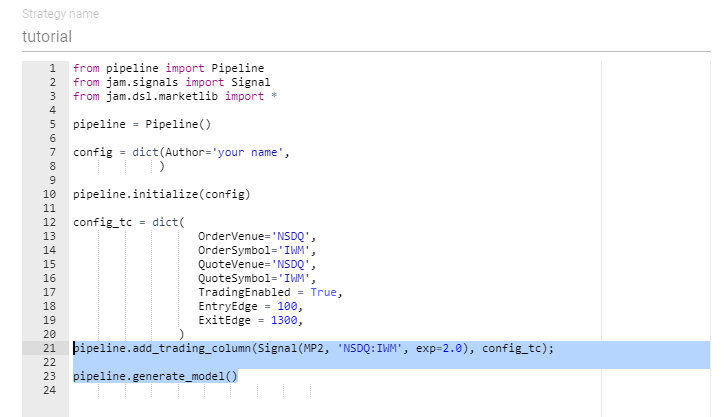 Strategy name
tutorial
1 from pipeline import Pipeline
2 from jam.signals import Signal
3 from jam.dsl.marketlib import *
4
5 pipeline = Pipeline()
6
7 config = dict(Author='your name',
8 )
9
10 pipeline.initialize(config)
11
12 config_tc = dict(
13 OrderVenue='NSDQ',
14 OrderSymbol='IWM',
15 QuoteVenue='NSDQ',
16 QuoteSymbol='IWM',
17 TradingEnabled = True,
18 EntryEdge = 100,
19 ExitEdge = 1300,
20 )
21 pipeline.add_trading_column(Signal(MP2, 'NSDQ:IWM', exp=2.0), config_tc);
22
23 pipeline.generate_model()
24